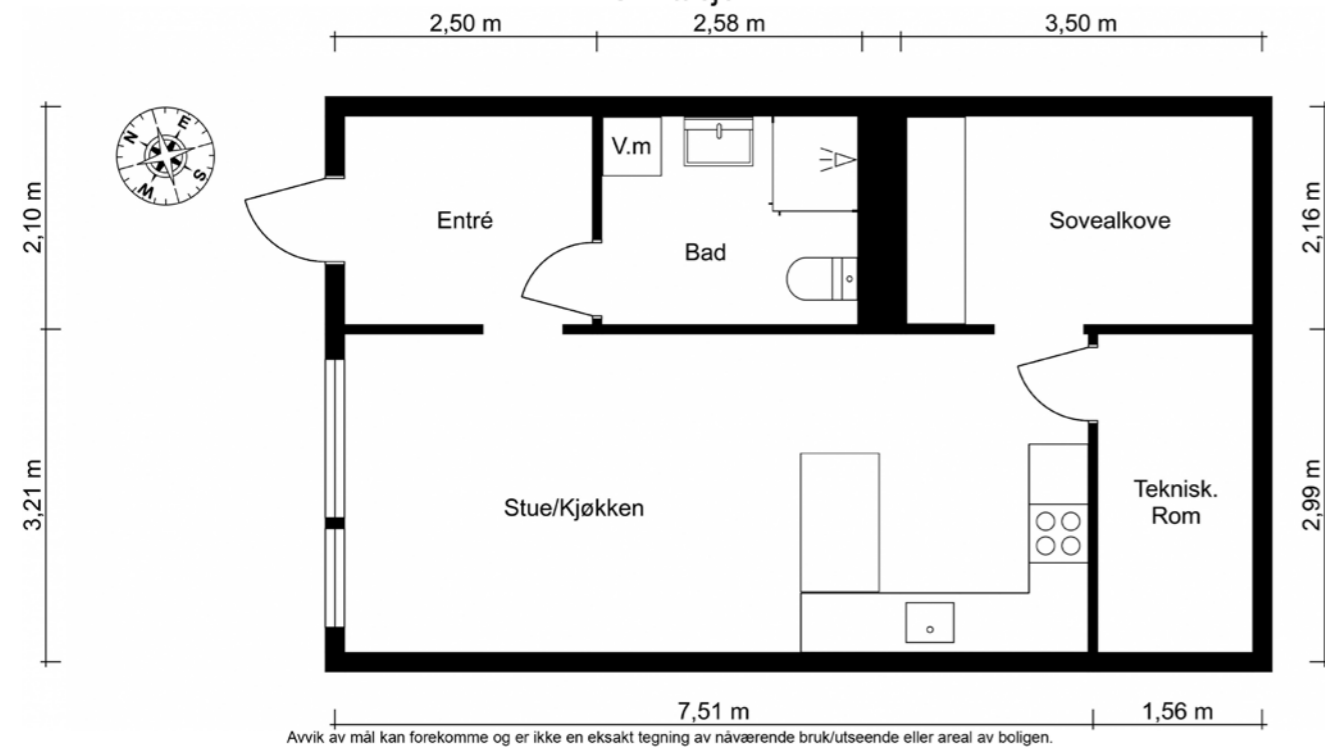 2,50 m
2,58 m
3,50 m
N
E
S
W
2,10 m
2,16 m
V.m
Entré
Bad
Sovealkove
3,21 m
Stue/Kjøkken
Teknisk.
Rom
2,99 m
7,51 m
1,56 m
Avvik av mål kan forekomme og er ikke en eksakt tegning av nåværende bruk/utseende eller areal av boligen.